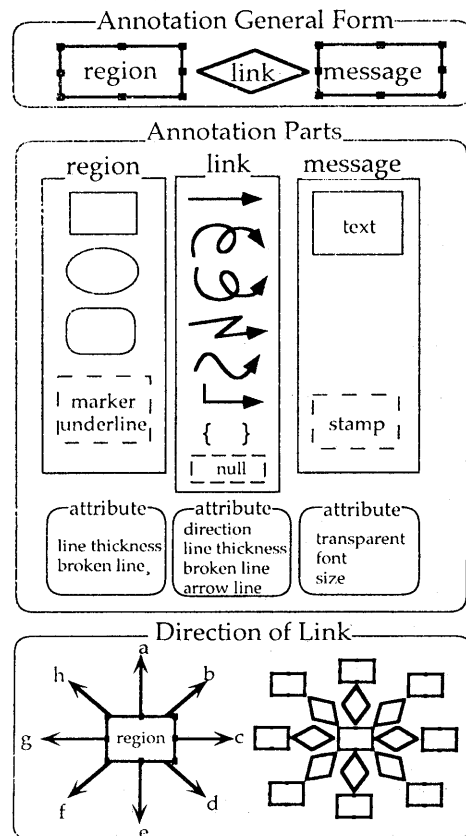 Annotation General Form
region link message
Annotation Parts
region link message
text
marker
underline
stamp
{ }
null
attribute
line thickness
broken line
attribute
direction
line thickness
broken line
arrow line
attribute
transparent
font
size
Direction of Link
a
h b
g region c
f d
e